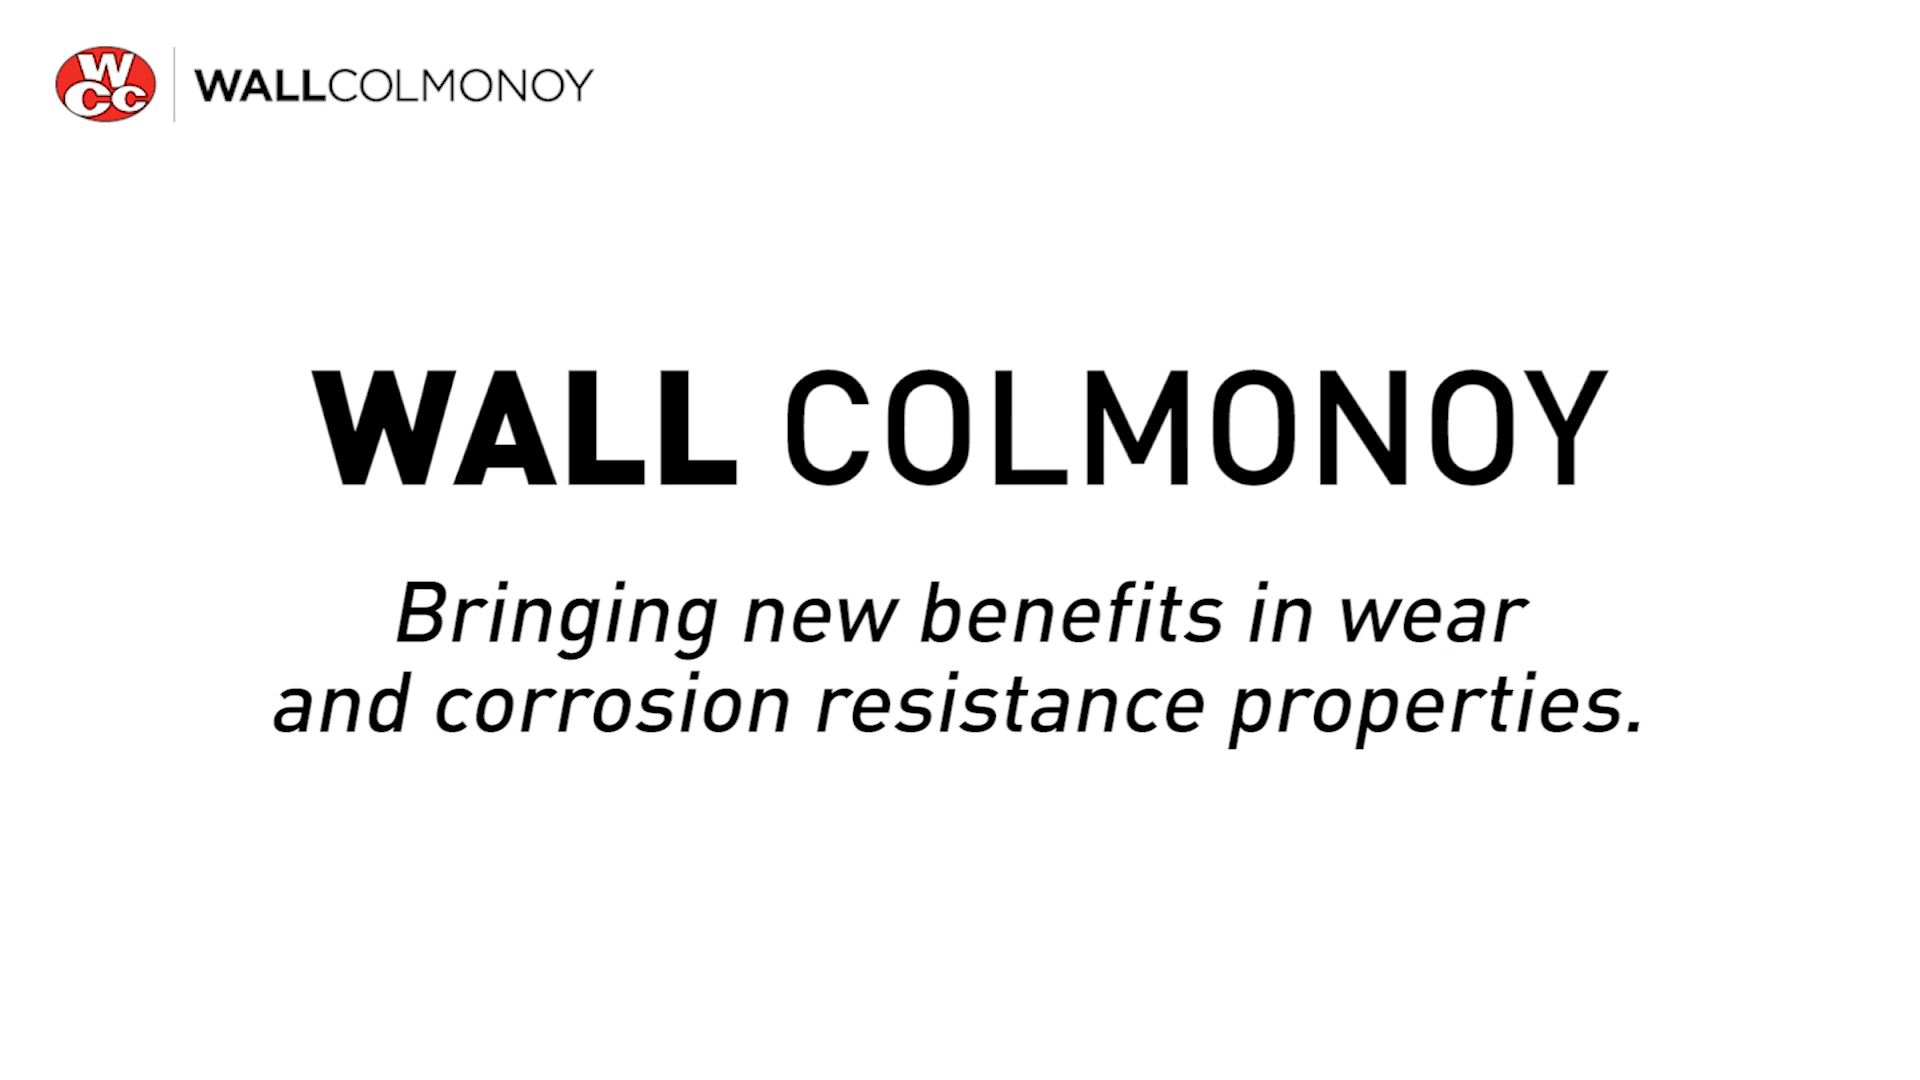 WCC
WALLCOLMONOY
WALL COLMONOY
Bringing new benefits in wear
and corrosion resistance properties.